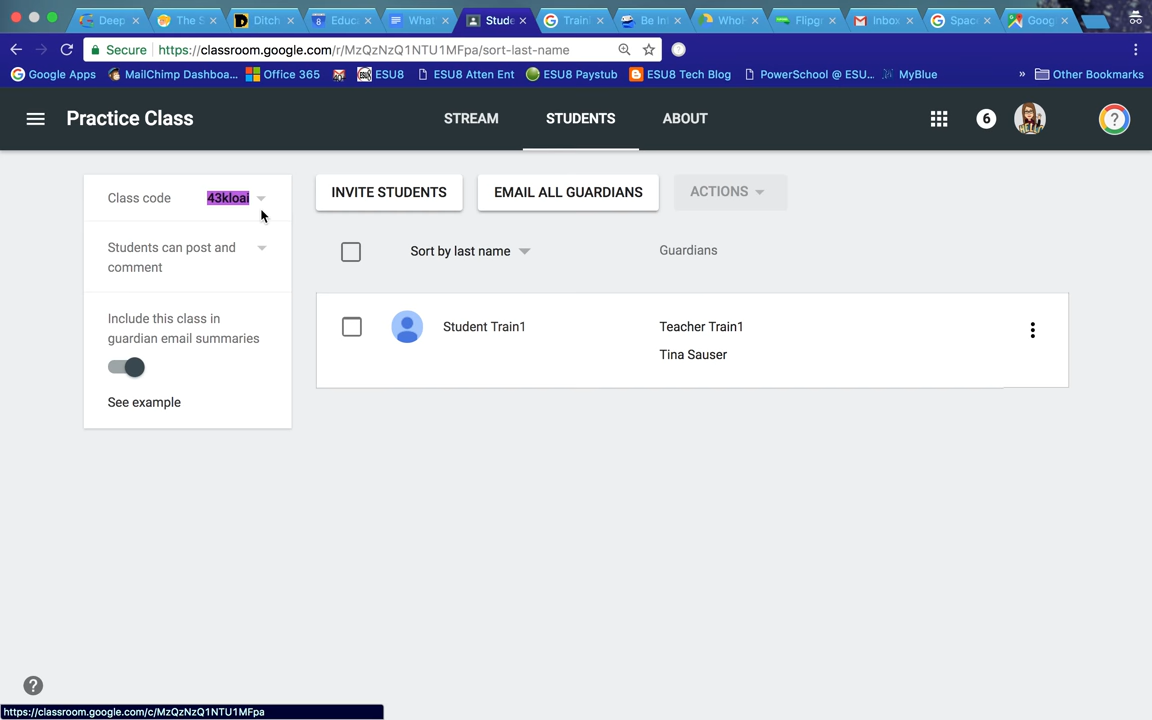 Deep
The S
Ditch
Educ
What
Stude
Traini
Be In
Whol
Flipgr
Inbox
Spac
Goog
Secure
https://classroom.google.com/r/MzQzNzQ1NTU1MFpa/sort-last-name
Google Apps
MailChimp Dashboa...
Office 365
ESU8
ESU8 Atten Ent
ESU8 Paystub
ESU8 Tech Blog
PowerSchool @ ESU...
MyBlue
»
Other Bookmarks
Practice Class
STREAM
STUDENTS
ABOUT
6
?
Class code 43kloai
INVITE STUDENTS
EMAIL ALL GUARDIANS
ACTIONS
Students can post and
comment
Sort by last name
Guardians
Include this class in
guardian email summaries
See example
Student Train1
Teacher Train1
Tina Sauser
?
https://classroom.google.com/c/MzQzNzQ1NTU1MFpa